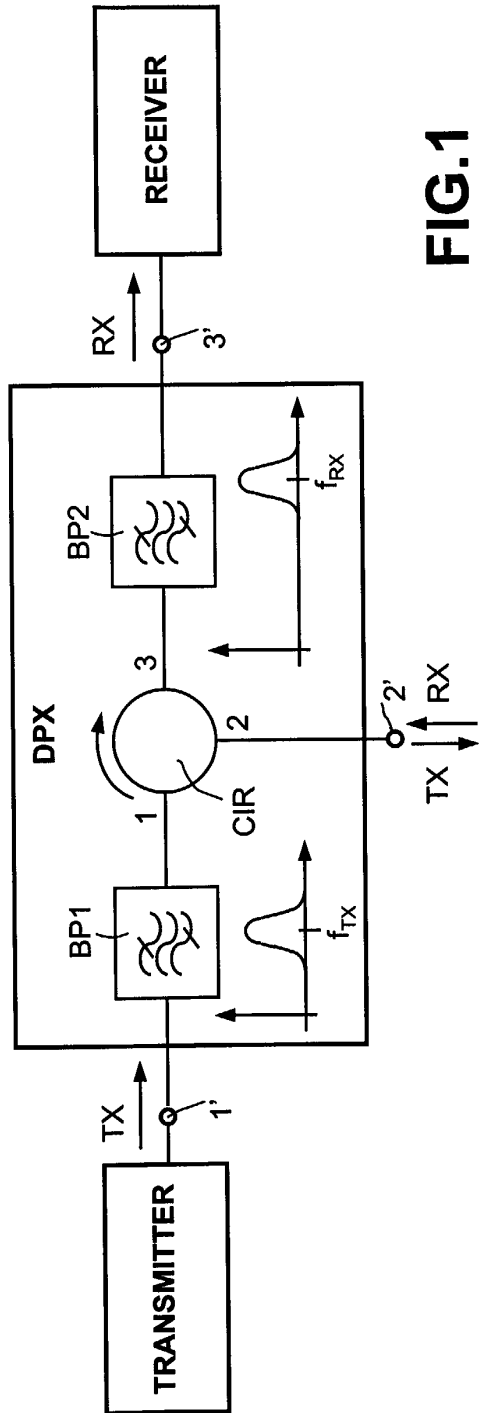 TRANSMITTER
TX
1'
DPX
BP1
f_TX
1
CIR
2
3
BP2
f_RX
2'
TX
RX
RX
3'
RECEIVER
FIG.1